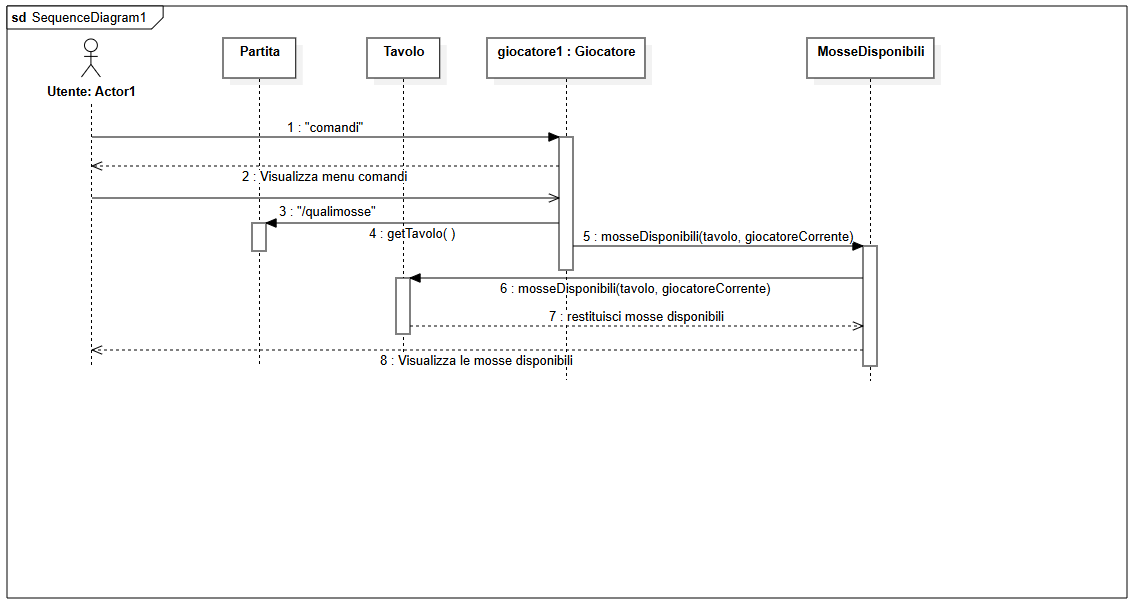 sd SequenceDiagram1
Utente: Actor1
Partita
Tavolo
giocatore1 : Giocatore
MosseDisponibili
1 : "comandi"
2 : Visualizza menu comandi
3 : "/qualimosse"
4 : getTavolo( )
5 : mosseDisponibili(tavolo, giocatoreCorrente)
6 : mosseDisponibili(tavolo, giocatoreCorrente)
7 : restituisci mosse disponibili
8 : Visualizza le mosse disponibili